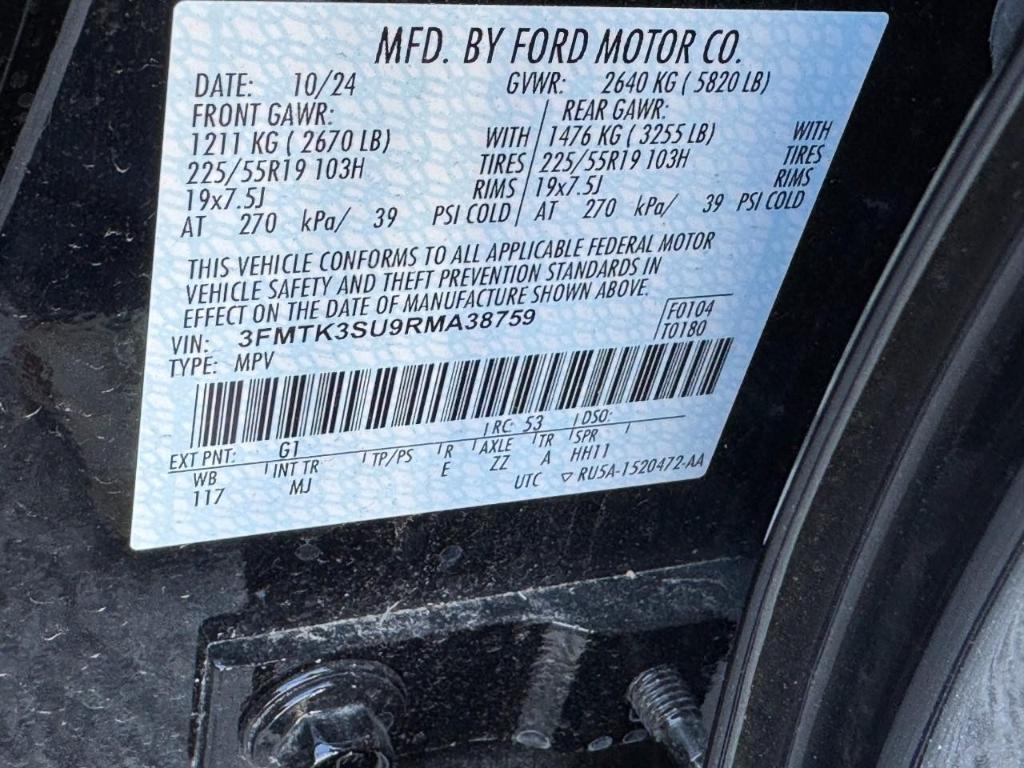 MFD. BY FORD MOTOR CO.
DATE: 10/24 GVWR: 2640 KG ( 5820 LB)
FRONT GAWR: REAR GAWR:
1211 KG ( 2670 LB) WITH 1476 KG ( 3255 LB) WITH
225/55R19 103H TIRES 225/55R19 103H TIRES
19x7.5J RIMS 19x7.5J RIMS
AT 270 kPa/ 39 PSI COLD AT 270 kPa/ 39 PSI COLD
THIS VEHICLE CONFORMS TO ALL APPLICABLE FEDERAL MOTOR
VEHICLE SAFETY AND THEFT PREVENTION STANDARDS IN
EFFECT ON THE DATE OF MANUFACTURE SHOWN ABOVE.
VIN: 3FMTK3SU9RMA38759 F0104
TYPE: MPV T0180
EXT PNT: G1 RC: 53 DSO:
WB INT TR TP/PS R AXLE TR SPR
117 MJ E ZZ A HH11
UTC ▽ RU5A-1520472-AA